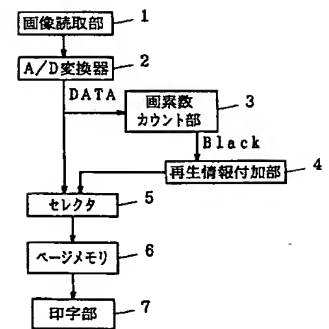 画像読取部 1
A/D変換器 2
DATA
画素数 3
カウント部
Black
再生情報付加部 4
セレクタ 5
ページメモリ 6
印字部 7